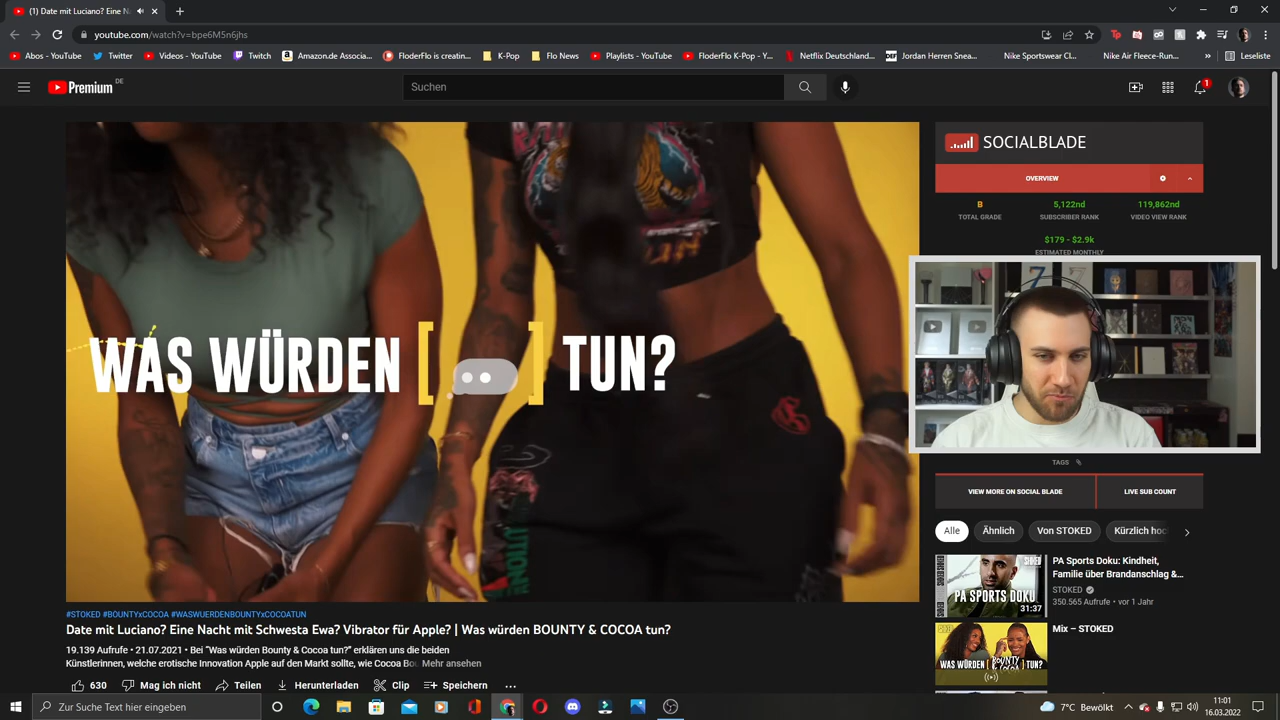 (1) Date mit Luciano? Eine N
youtube.com/watch?v=bpe6M5n6jhs
Abos - YouTube
Twitter
Videos - YouTube
Twitch
Amazon.de Associa...
FloderFlo is creatin...
K-Pop
Flo News
Playlists - YouTube
FloderFlo K-Pop - Y...
Netflix Deutschland...
Jordan Herren Snea...
Nike Sportswear Cl...
Nike Air Fleece-Run...
»
Leseliste
Premium DE
Suchen
1
SOCIALBLADE
OVERVIEW
B
5,122nd
119,862nd
TOTAL GRADE
SUBSCRIBER RANK
VIDEO VIEW RANK
$179 - $2.9k
ESTIMATED MONTHLY
WAS WÜRDEN [ ] TUN?
TAGS
VIEW MORE ON SOCIAL BLADE
LIVE SUB COUNT
Alle
Ähnlich
Von STOKED
Kürzlich hoc
PA SPORTS DOKU
31:37
PA Sports Doku: Kindheit,
Familie über Brandanschlag &...
STOKED
350.565 Aufrufe • vor 1 Jahr
WAS WÜRDEN [ BOUNTY & COCOA ] TUN?
Mix – STOKED
#STOKED #BOUNTYxCOCOA #WASWUERDENBOUNTYxCOCOATUN
Date mit Luciano? Eine Nacht mit Schwesta Ewa? Vibrator für Apple? | Was würden BOUNTY & COCOA tun?
19.139 Aufrufe • 21.07.2021 • Bei "Was würden Bounty & Cocoa tun?" erklären uns die beiden
Künstlerinnen, welche erotische Innovation Apple auf den Markt sollte, wie Cocoa Bou Mehr ansehen
630
Mag ich nicht
Teilen
Herunterladen
Clip
Speichern
...
Zur Suche Text hier eingeben
7°C Bewölkt
11:01
16.03.2022